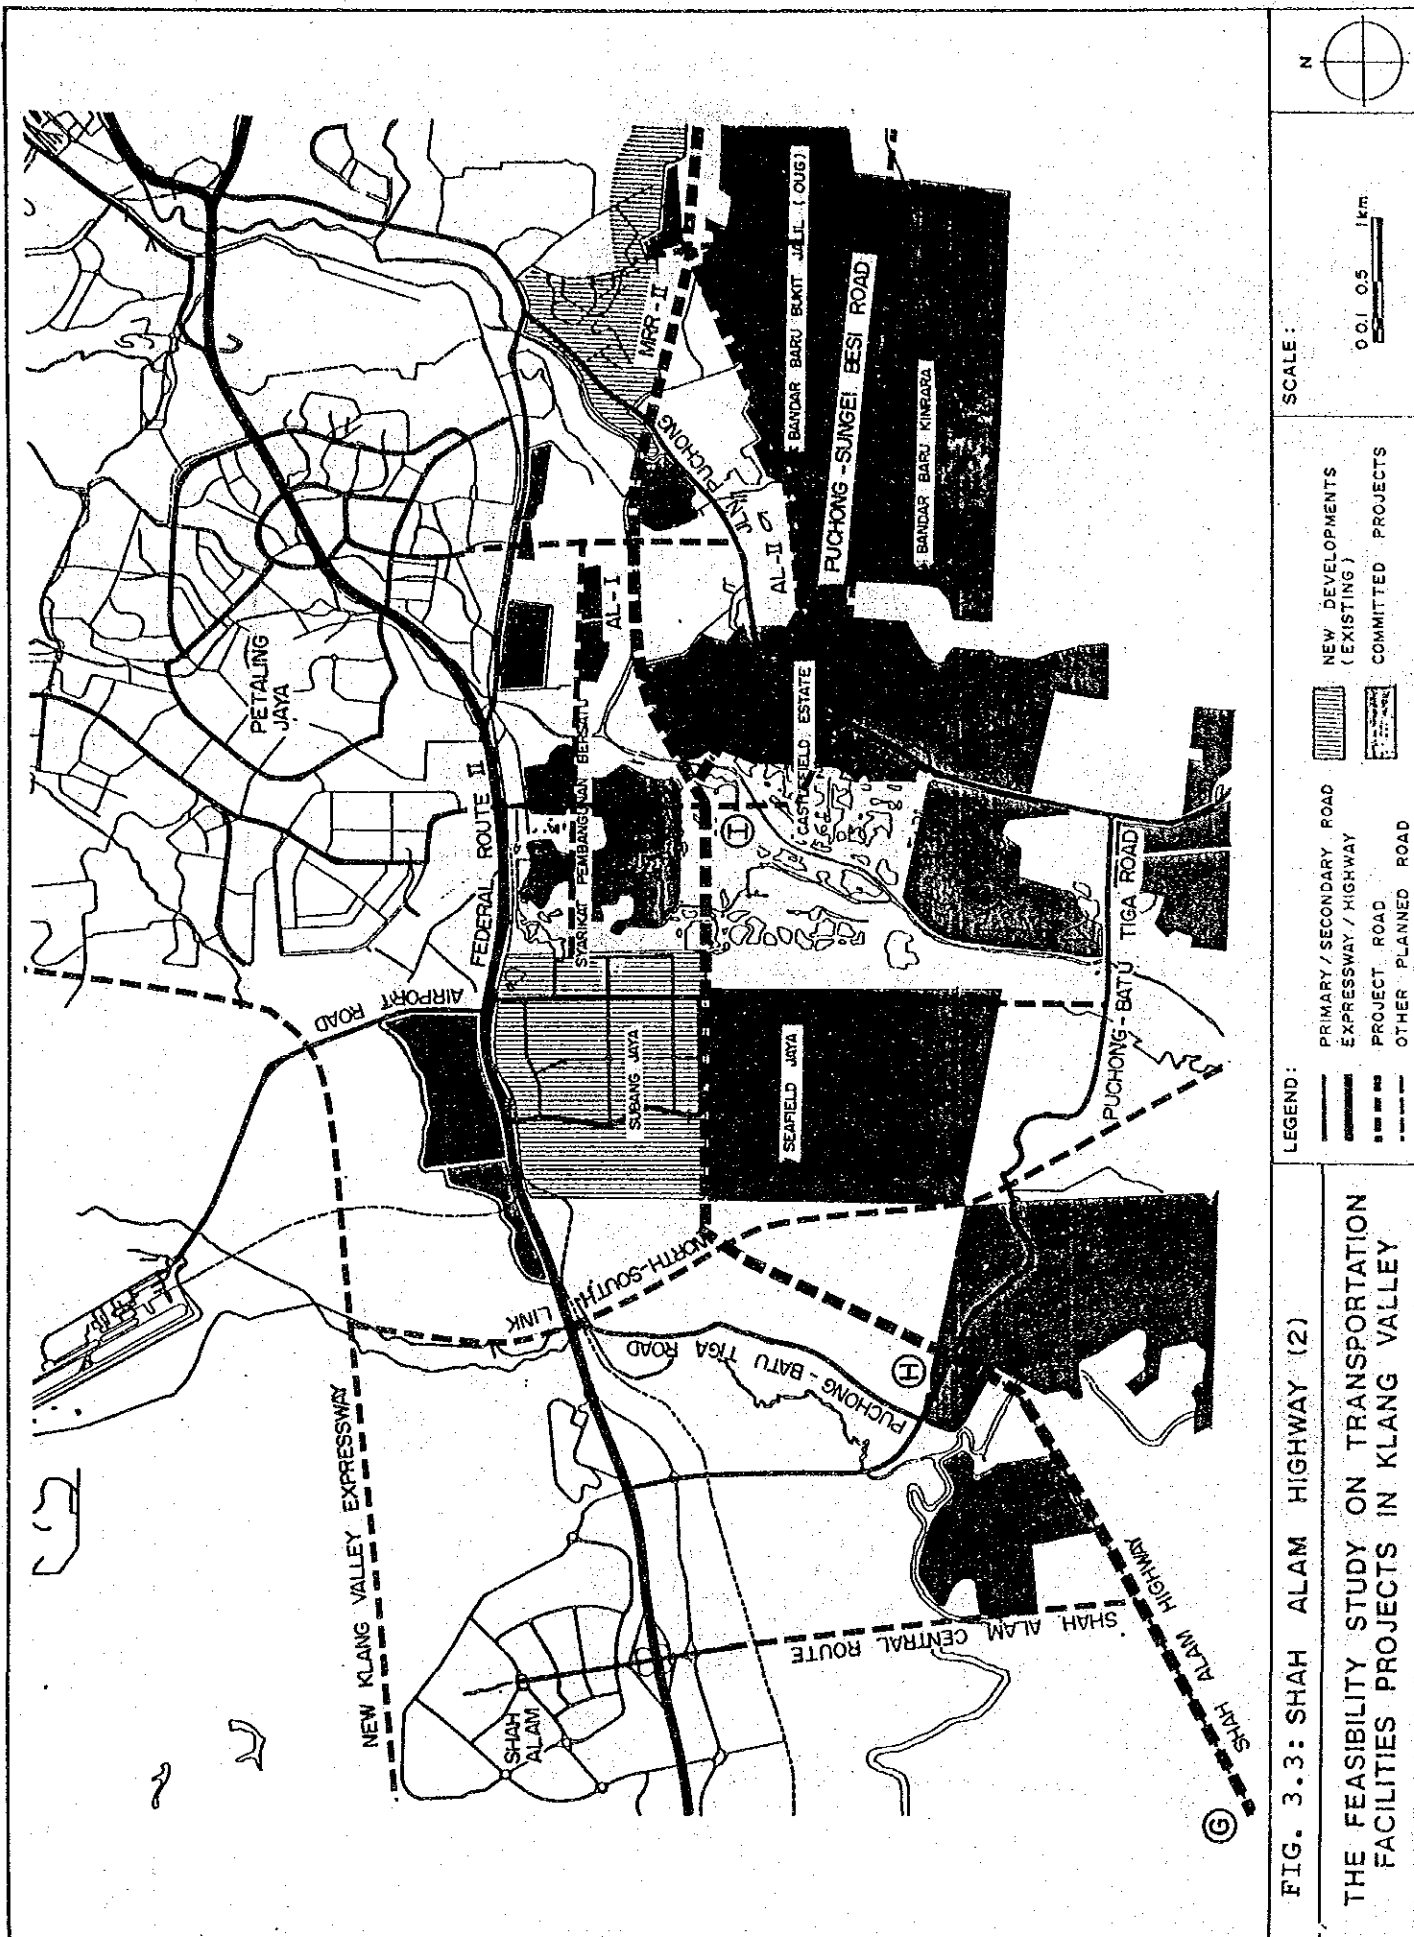 NEW KLANG VALLEY EXPRESSWAY
AIRPORT ROAD
PETALING
JAYA
FEDERAL ROUTE II
SHAH
ALAM
NORTH-SOUTH
LINK
SUBANG JAYA
SYARIKAT PEMBANGUNAN BERSATU
AL-I
MRR-II
JLN
PUCHONG
AL-II
PUCHONG - BATU TIGA ROAD
SHAH ALAM CENTRAL ROUTE
SEAFIELD JAYA
I
CASTLEFIELD ESTATE
BANDAR BARU BUKIT JALIL (OUG)
PUCHONG-SUNGEI BESI ROAD
BANDAR BARU KINRARA
H
PUCHONG-BATU TIGA ROAD
SHAH ALAM HIGHWAY
G
FIG. 3.3: SHAH ALAM HIGHWAY (2)
THE FEASIBILITY STUDY ON TRANSPORTATION
FACILITIES PROJECTS IN KLANG VALLEY
LEGEND:
PRIMARY / SECONDARY ROAD
EXPRESSWAY / HIGHWAY
PROJECT ROAD
OTHER PLANNED ROAD
NEW DEVELOPMENTS
(EXISTING)
COMMITTED PROJECTS
SCALE:
0 0.1 0.5 1km
N